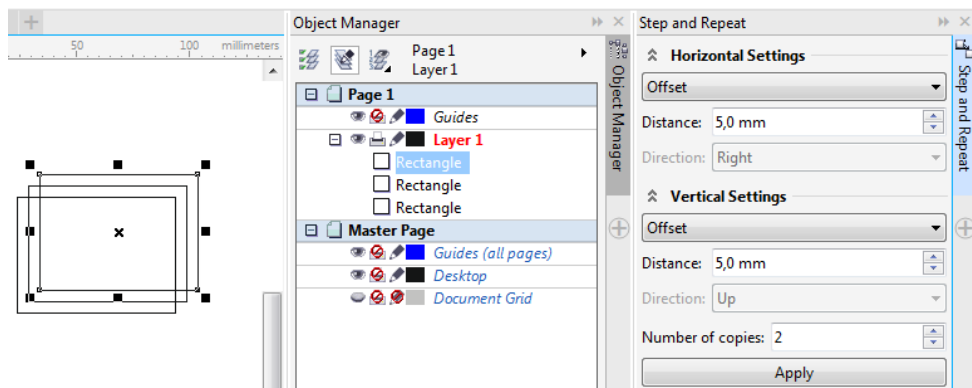 50 100 millimeters
Object Manager
Page 1
Layer 1
Page 1
Guides
Layer 1
Rectangle
Rectangle
Rectangle
Master Page
Guides (all pages)
Desktop
Document Grid
Object Manager
Step and Repeat
Horizontal Settings
Offset
Distance: 5,0 mm
Direction: Right
Vertical Settings
Offset
Distance: 5,0 mm
Direction: Up
Number of copies: 2
Apply
Step and Repeat